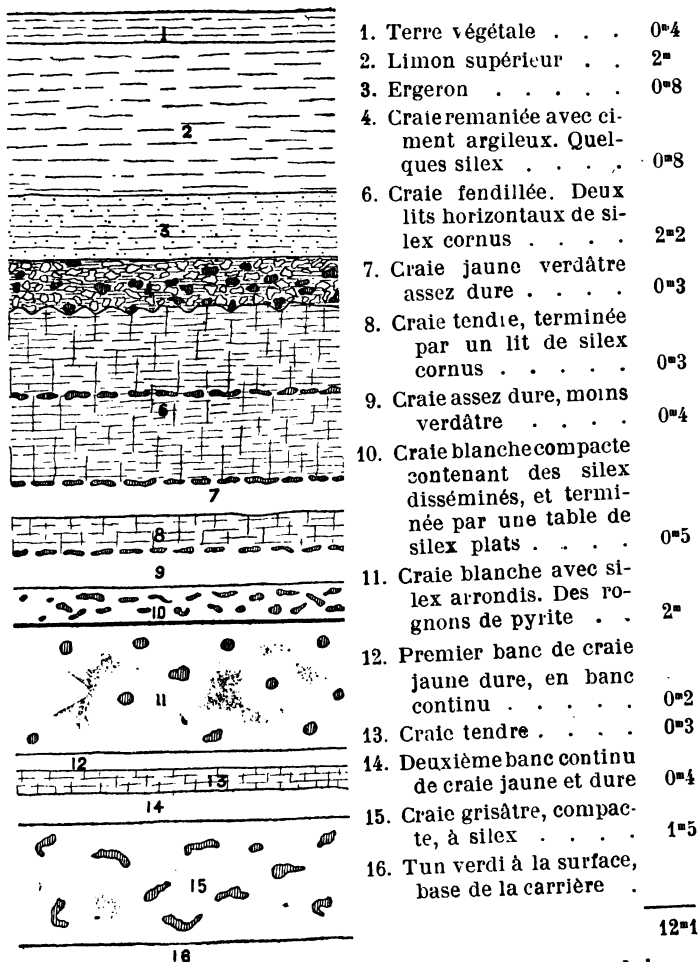 1. Terre végétale . . . 0m4
2. Limon supérieur . . 2m
3. Ergeron . . . . . 0m8
4. Craie remaniée avec ci-
ment argileux. Quel-
ques silex . . . . 0m8
6. Craie fendillée. Deux
lits horizontaux de si-
lex cornus . . . . 2m2
7. Craie jaune verdâtre
assez dure . . . . 0m3
8. Craie tendre, terminée
par un lit de silex
cornus . . . . . 0m3
9. Craie assez dure, moins
verdâtre . . . . 0m4
10. Craie blanche compacte
contenant des silex
disséminés, et termi-
née par une table de
silex plats . . . . 0m5
11. Craie blanche avec si-
lex arrondis. Des ro-
gnons de pyrite . . 2m
12. Premier banc de craie
jaune dure, en banc
continu . . . . . 0m2
13. Craie tendre . . . . 0m3
14. Deuxième banc continu
de craie jaune et dure 0m4
15. Craie grisâtre, compac-
te, à silex . . . . 1m5
16. Tun verdi à la surface,
base de la carrière .
12m1
1
2
3
4
6
7
8
9
10
11
12
13
14
15
16